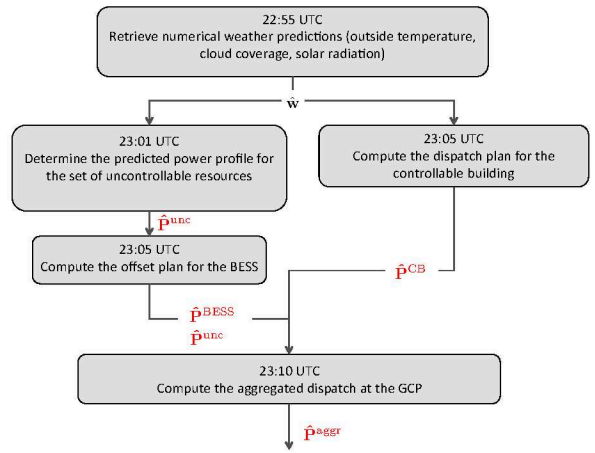 22:55 UTC
Retrieve numerical weather predictions (outside temperature,
cloud coverage, solar radiation)
ŵ
23:01 UTC
Determine the predicted power profile for
the set of uncontrollable resources
23:05 UTC
Compute the dispatch plan for the
controllable building
P̂^unc
23:05 UTC
Compute the offset plan for the BESS
P̂^CB
P̂^BESS
P̂^unc
23:10 UTC
Compute the aggregated dispatch at the GCP
P̂^aggr